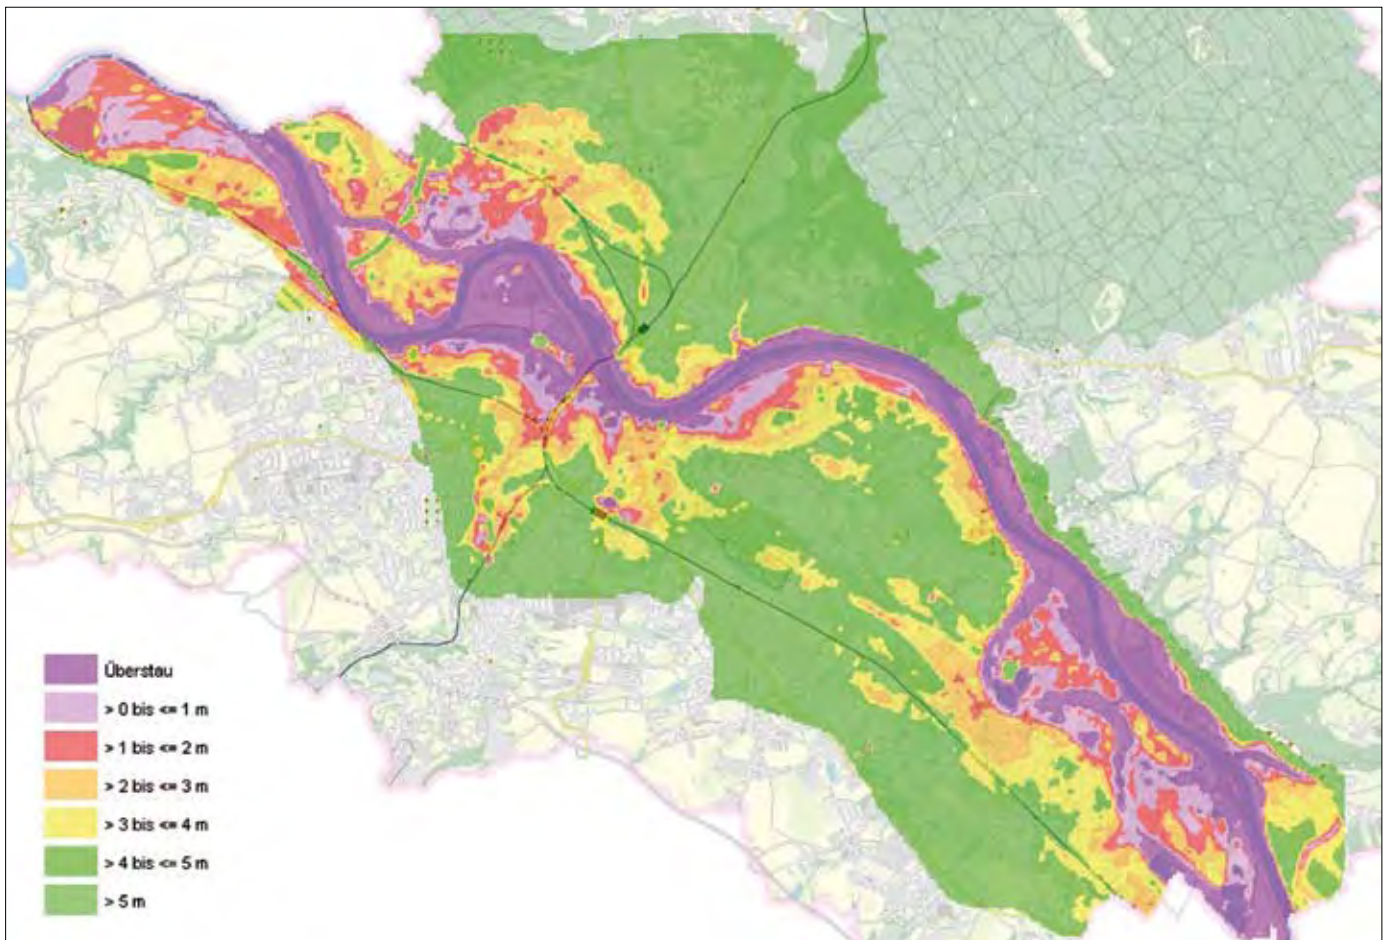 Überstau
> 0 bis <= 1 m
> 1 bis <= 2 m
> 2 bis <= 3 m
> 3 bis <= 4 m
> 4 bis <= 5 m
> 5 m